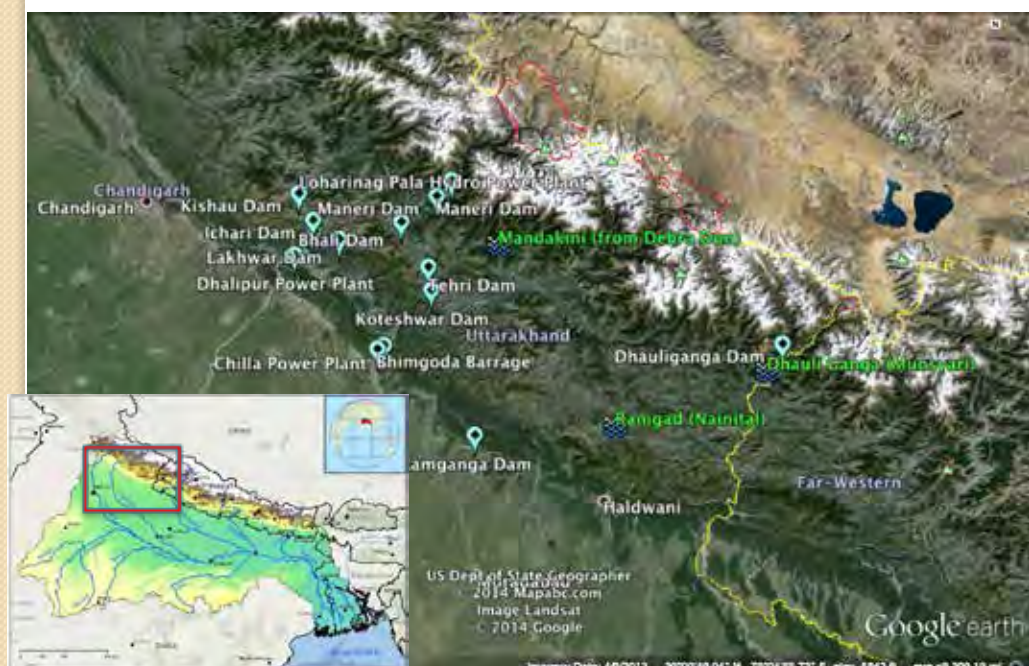 Loharinag Pala Hydro Power Plant
Chandigarh
Chandigarh
Kishau Dam
Maneri Dam
Maneri Dam
Ichari Dam
Bhali Dam
Mandakini (from Debra Dun)
Lakhwar Dam
Dhalipur Power Plant
Tehri Dam
Koteshwar Dam
Uttarakhand
Chilla Power Plant
Bhimgoda Barrage
Dhauliganga Dam
Dhauli Ganga (Munsyari)
Ramgad (Nainital)
amganga Dam
Far-Western
Haldwani
US Dept of State Geographer
© 2014 Mapabc.com
Image Landsat
© 2014 Google
Google earth